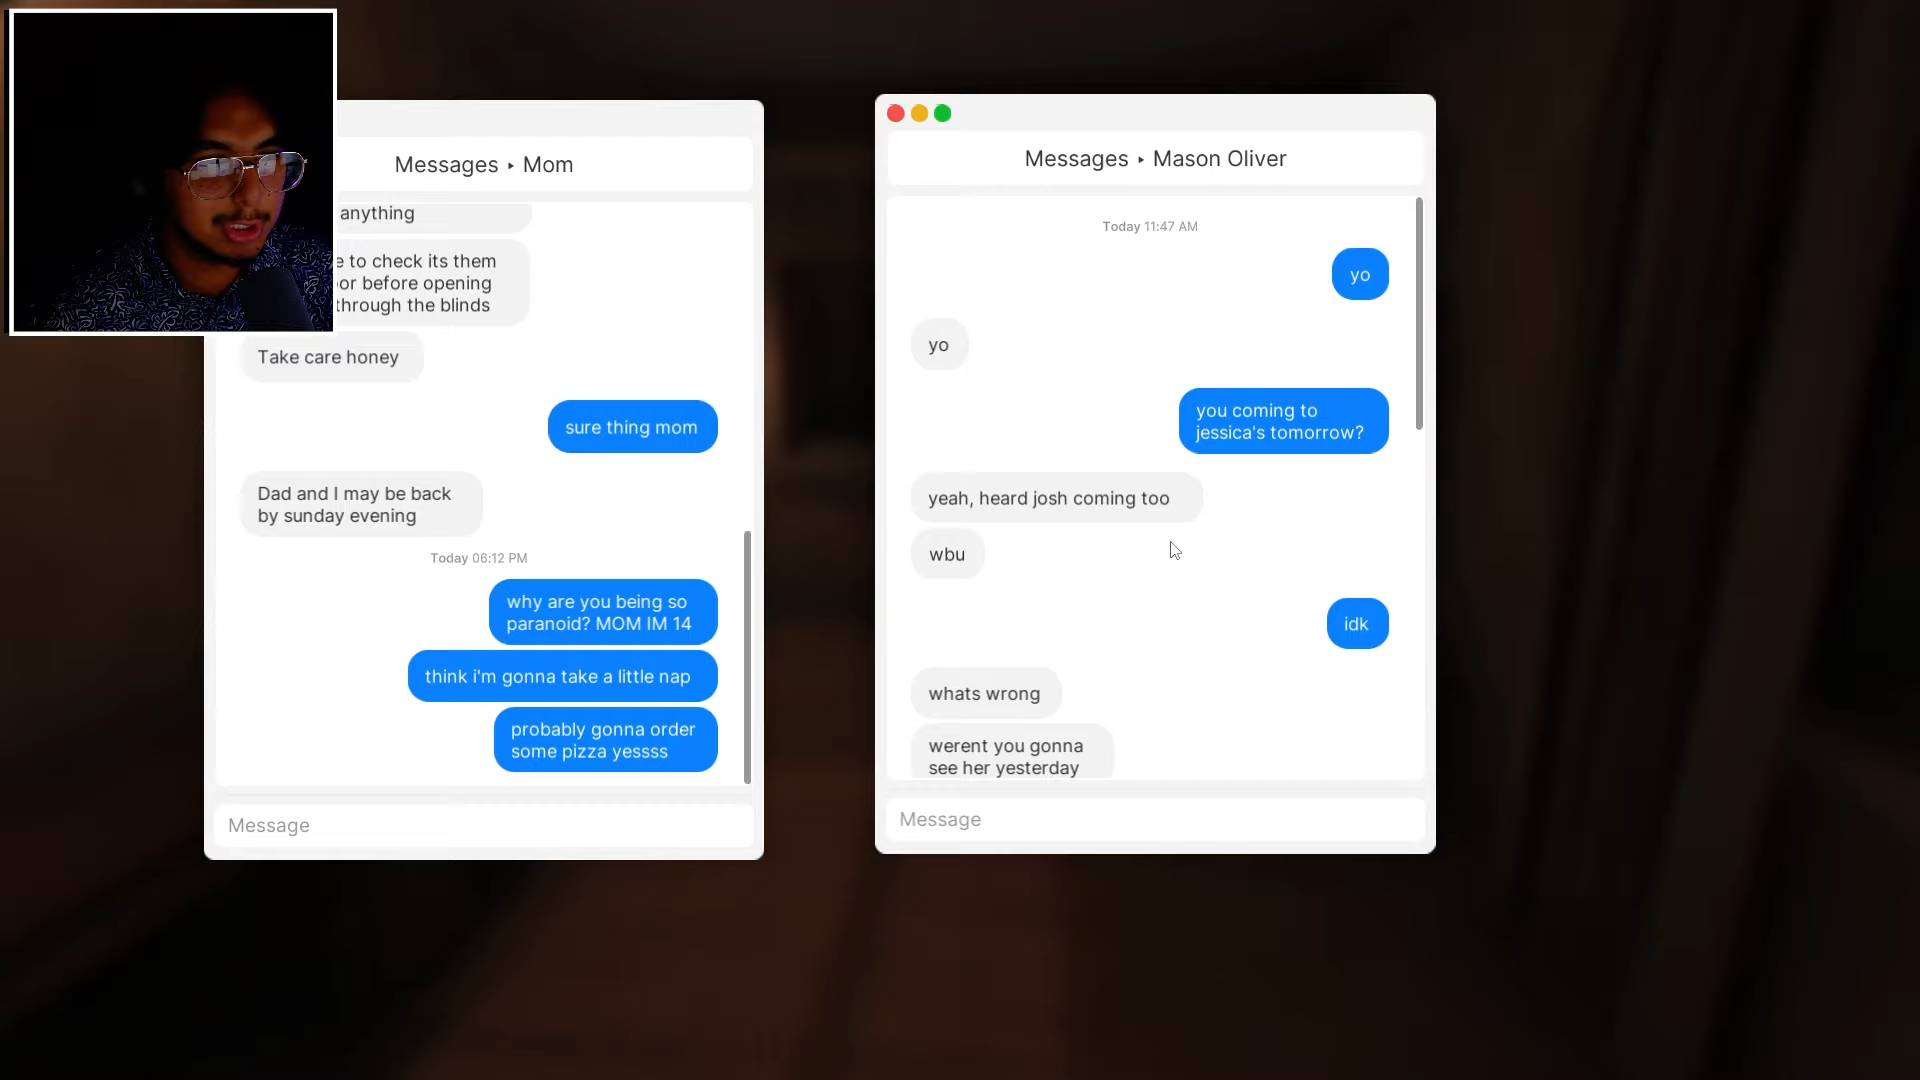 Messages ▸ Mom
anything
e to check its them
or before opening
through the blinds
Take care honey
sure thing mom
Dad and I may be back
by sunday evening
Today 06:12 PM
why are you being so
paranoid? MOM IM 14
think i'm gonna take a little nap
probably gonna order
some pizza yessss
Message
Messages ▸ Mason Oliver
Today 11:47 AM
yo
yo
you coming to
jessica's tomorrow?
yeah, heard josh coming too
wbu
idk
whats wrong
werent you gonna
see her yesterday
Message